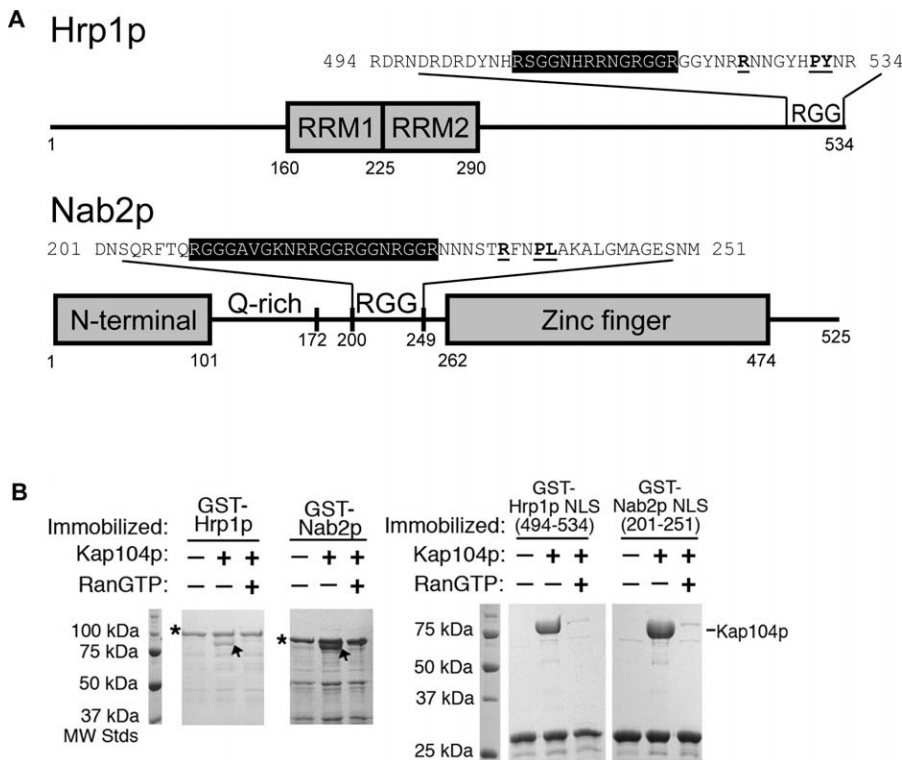 A
Hrp1p
494 RDRNDRDRDYNHRSGGNHRRNGRGGRGGYNRRNNGYHPYNR 534
RGG
RRM1 RRM2
1 534
160 225 290
Nab2p
201 DNSQRFTQRGGGAVGKNRRGGRGGNRGGRNNNSTRFNPLAKALGMAGESNM 251
Q-rich RGG
N-terminal Zinc finger
172 200 249 525
1 101 262 474
B
GST- GST- GST- GST-
Hrp1p Nab2p Hrp1p NLS Nab2p NLS
Immobilized: Immobilized: (494-534) (201-251)
Kap104p: − + + − + + Kap104p: − + + − + +
RanGTP: − − + − − + RanGTP: − − + − − +
100 kDa * * 75 kDa –Kap104p
75 kDa
50 kDa 50 kDa
37 kDa 37 kDa
MW Stds 25 kDa